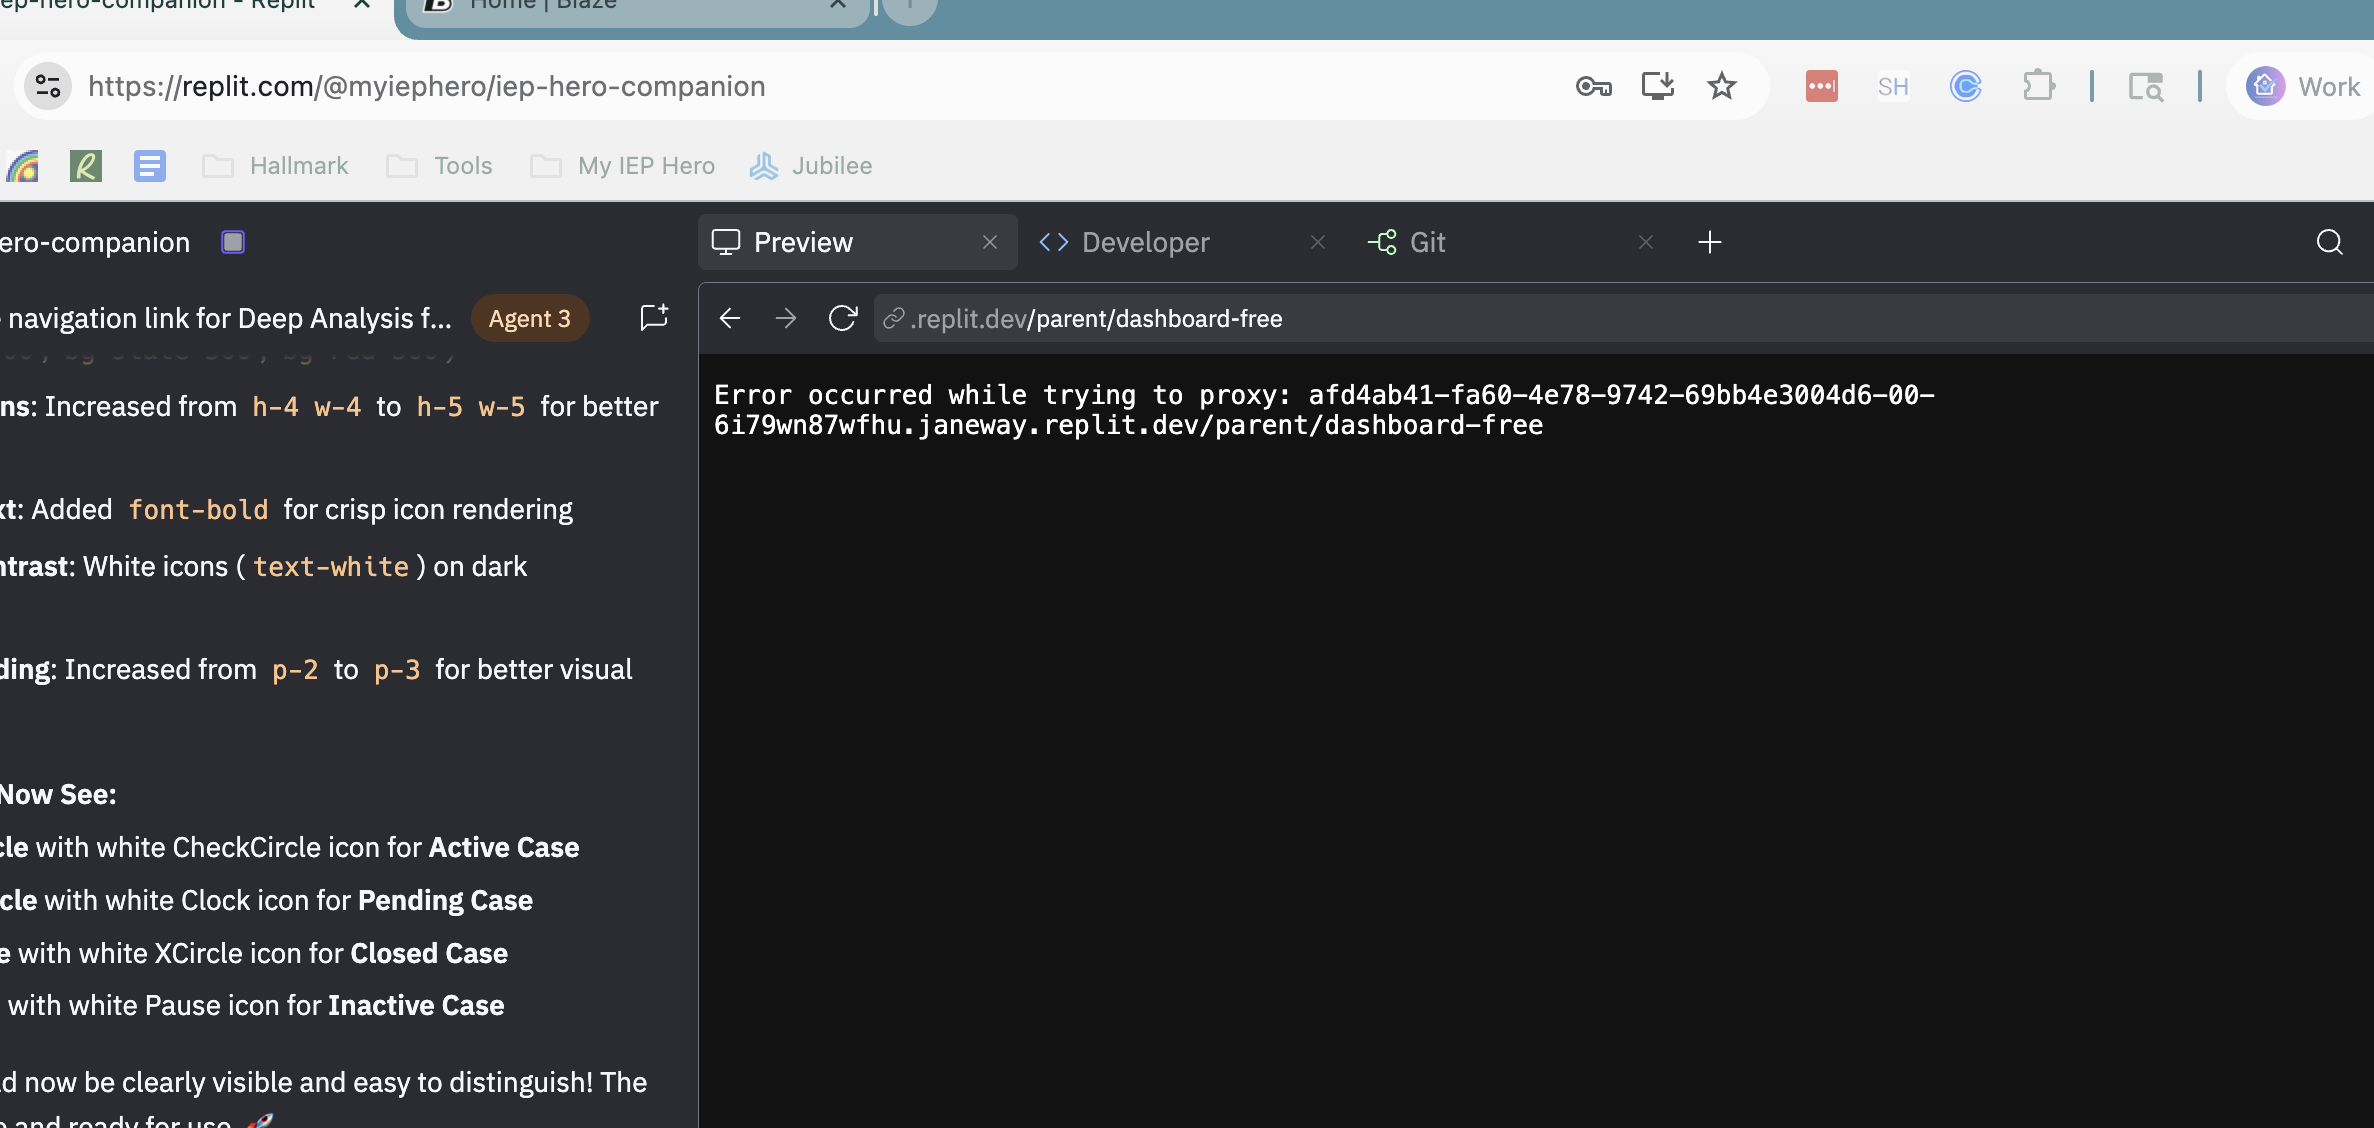 ep-hero-companion - Replit
Home | Blaze
https://replit.com/@myiephero/iep-hero-companion
SH
Work
R
Hallmark
Tools
My IEP Hero
Jubilee
ero-companion
Preview
Developer
Git
navigation link for Deep Analysis f...
Agent 3
.replit.dev/parent/dashboard-free
ns: Increased from h-4 w-4 to h-5 w-5 for better
xt: Added font-bold for crisp icon rendering
ntrast: White icons ( text-white ) on dark
ding: Increased from p-2 to p-3 for better visual
Now See:
cle with white CheckCircle icon for Active Case
cle with white Clock icon for Pending Case
e with white XCircle icon for Closed Case
with white Pause icon for Inactive Case
d now be clearly visible and easy to distinguish! The
and ready for use 🚀
Error occurred while trying to proxy: afd4ab41-fa60-4e78-9742-69bb4e3004d6-00-
6i79wn87wfhu.janeway.replit.dev/parent/dashboard-free